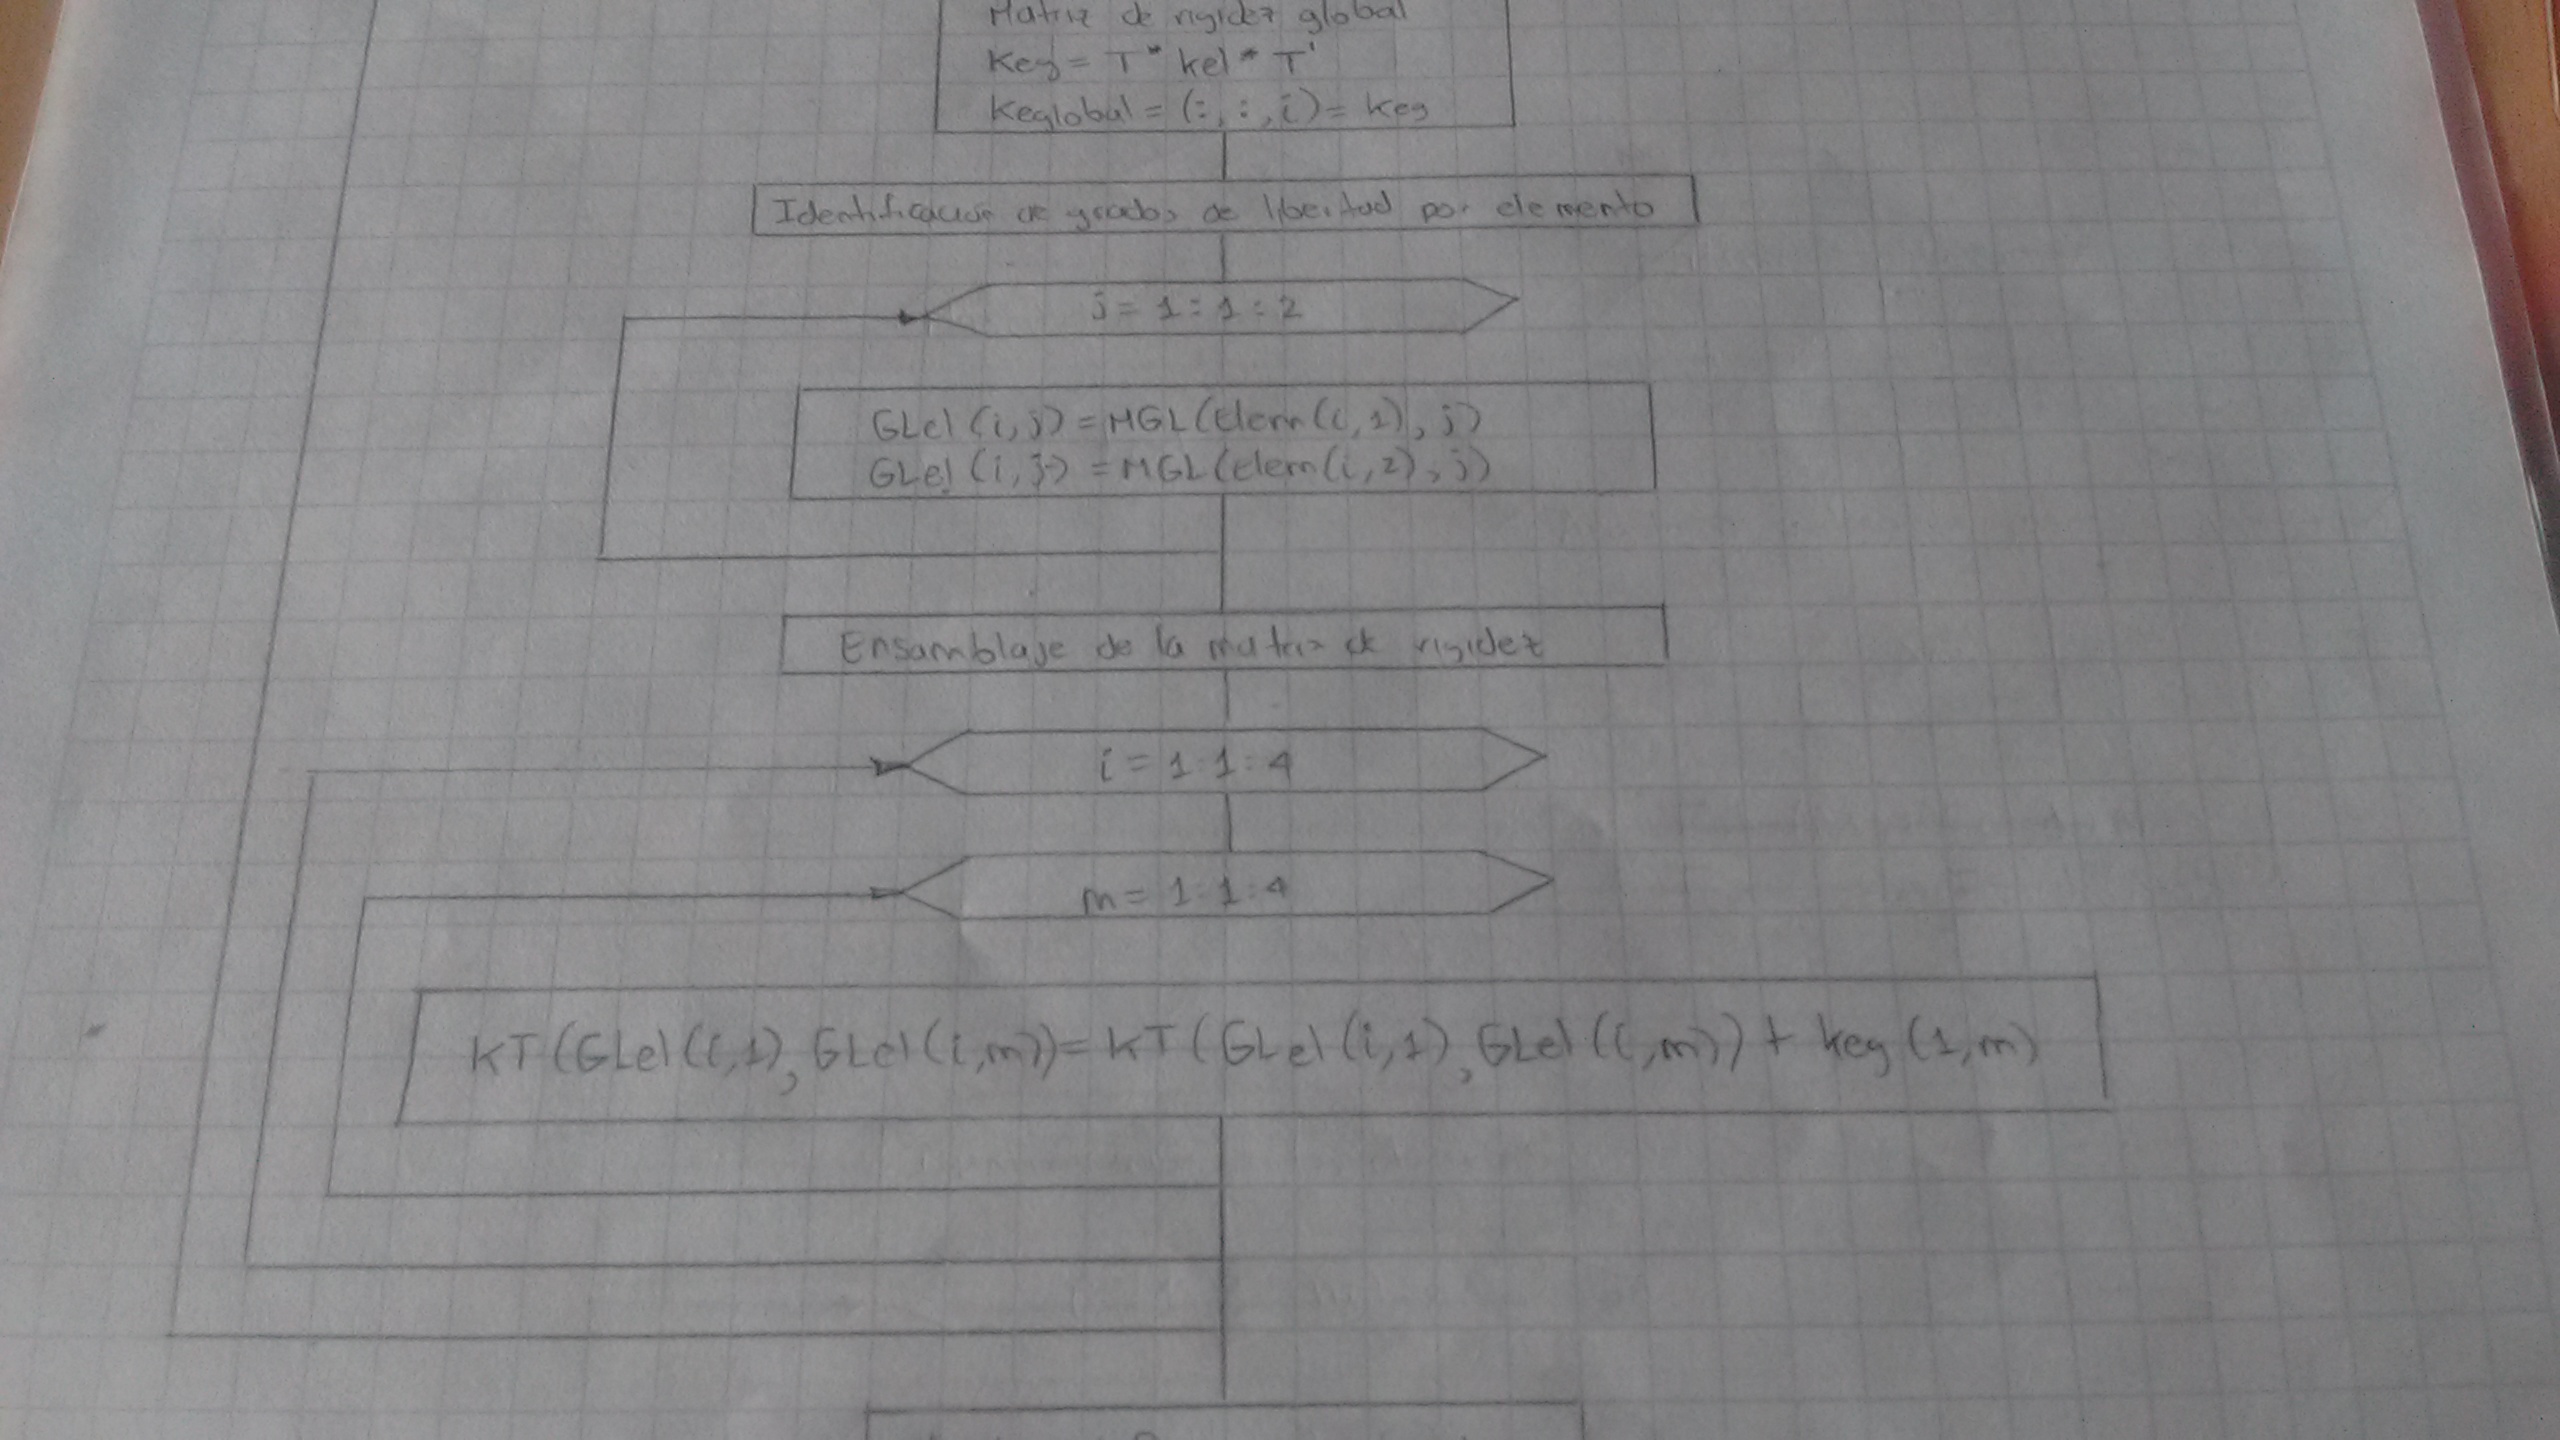 Matriz de rigidez global
Keg = T * kel * T'
Keglobal = (:, :, i) = keg
Identificación de grados de libertad por elemento
j = 1:1:2
GLel (i, j) = MGL(Elem(i,1), j)
GLel (i, j) = MGL(elem(i,2), j)
Ensamblaje de la matriz de rigidez
i = 1:1:4
m = 1:1:4
KT(GLel(i,1), GLel(i,m)) = KT(GLel(i,1), GLel(i,m)) + keg(1,m)